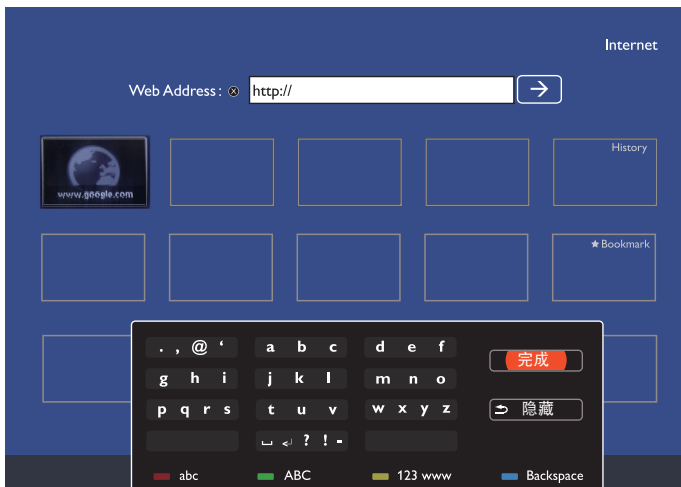 Internet
Web Address : http://
www.google.com
History
★ Bookmark
. , @ ‘ a b c d e f
完成
g h i j k l m n o
p q r s t u v w x y z
隐藏
␣ ↲ ? ! -
abc ABC 123 www Backspace